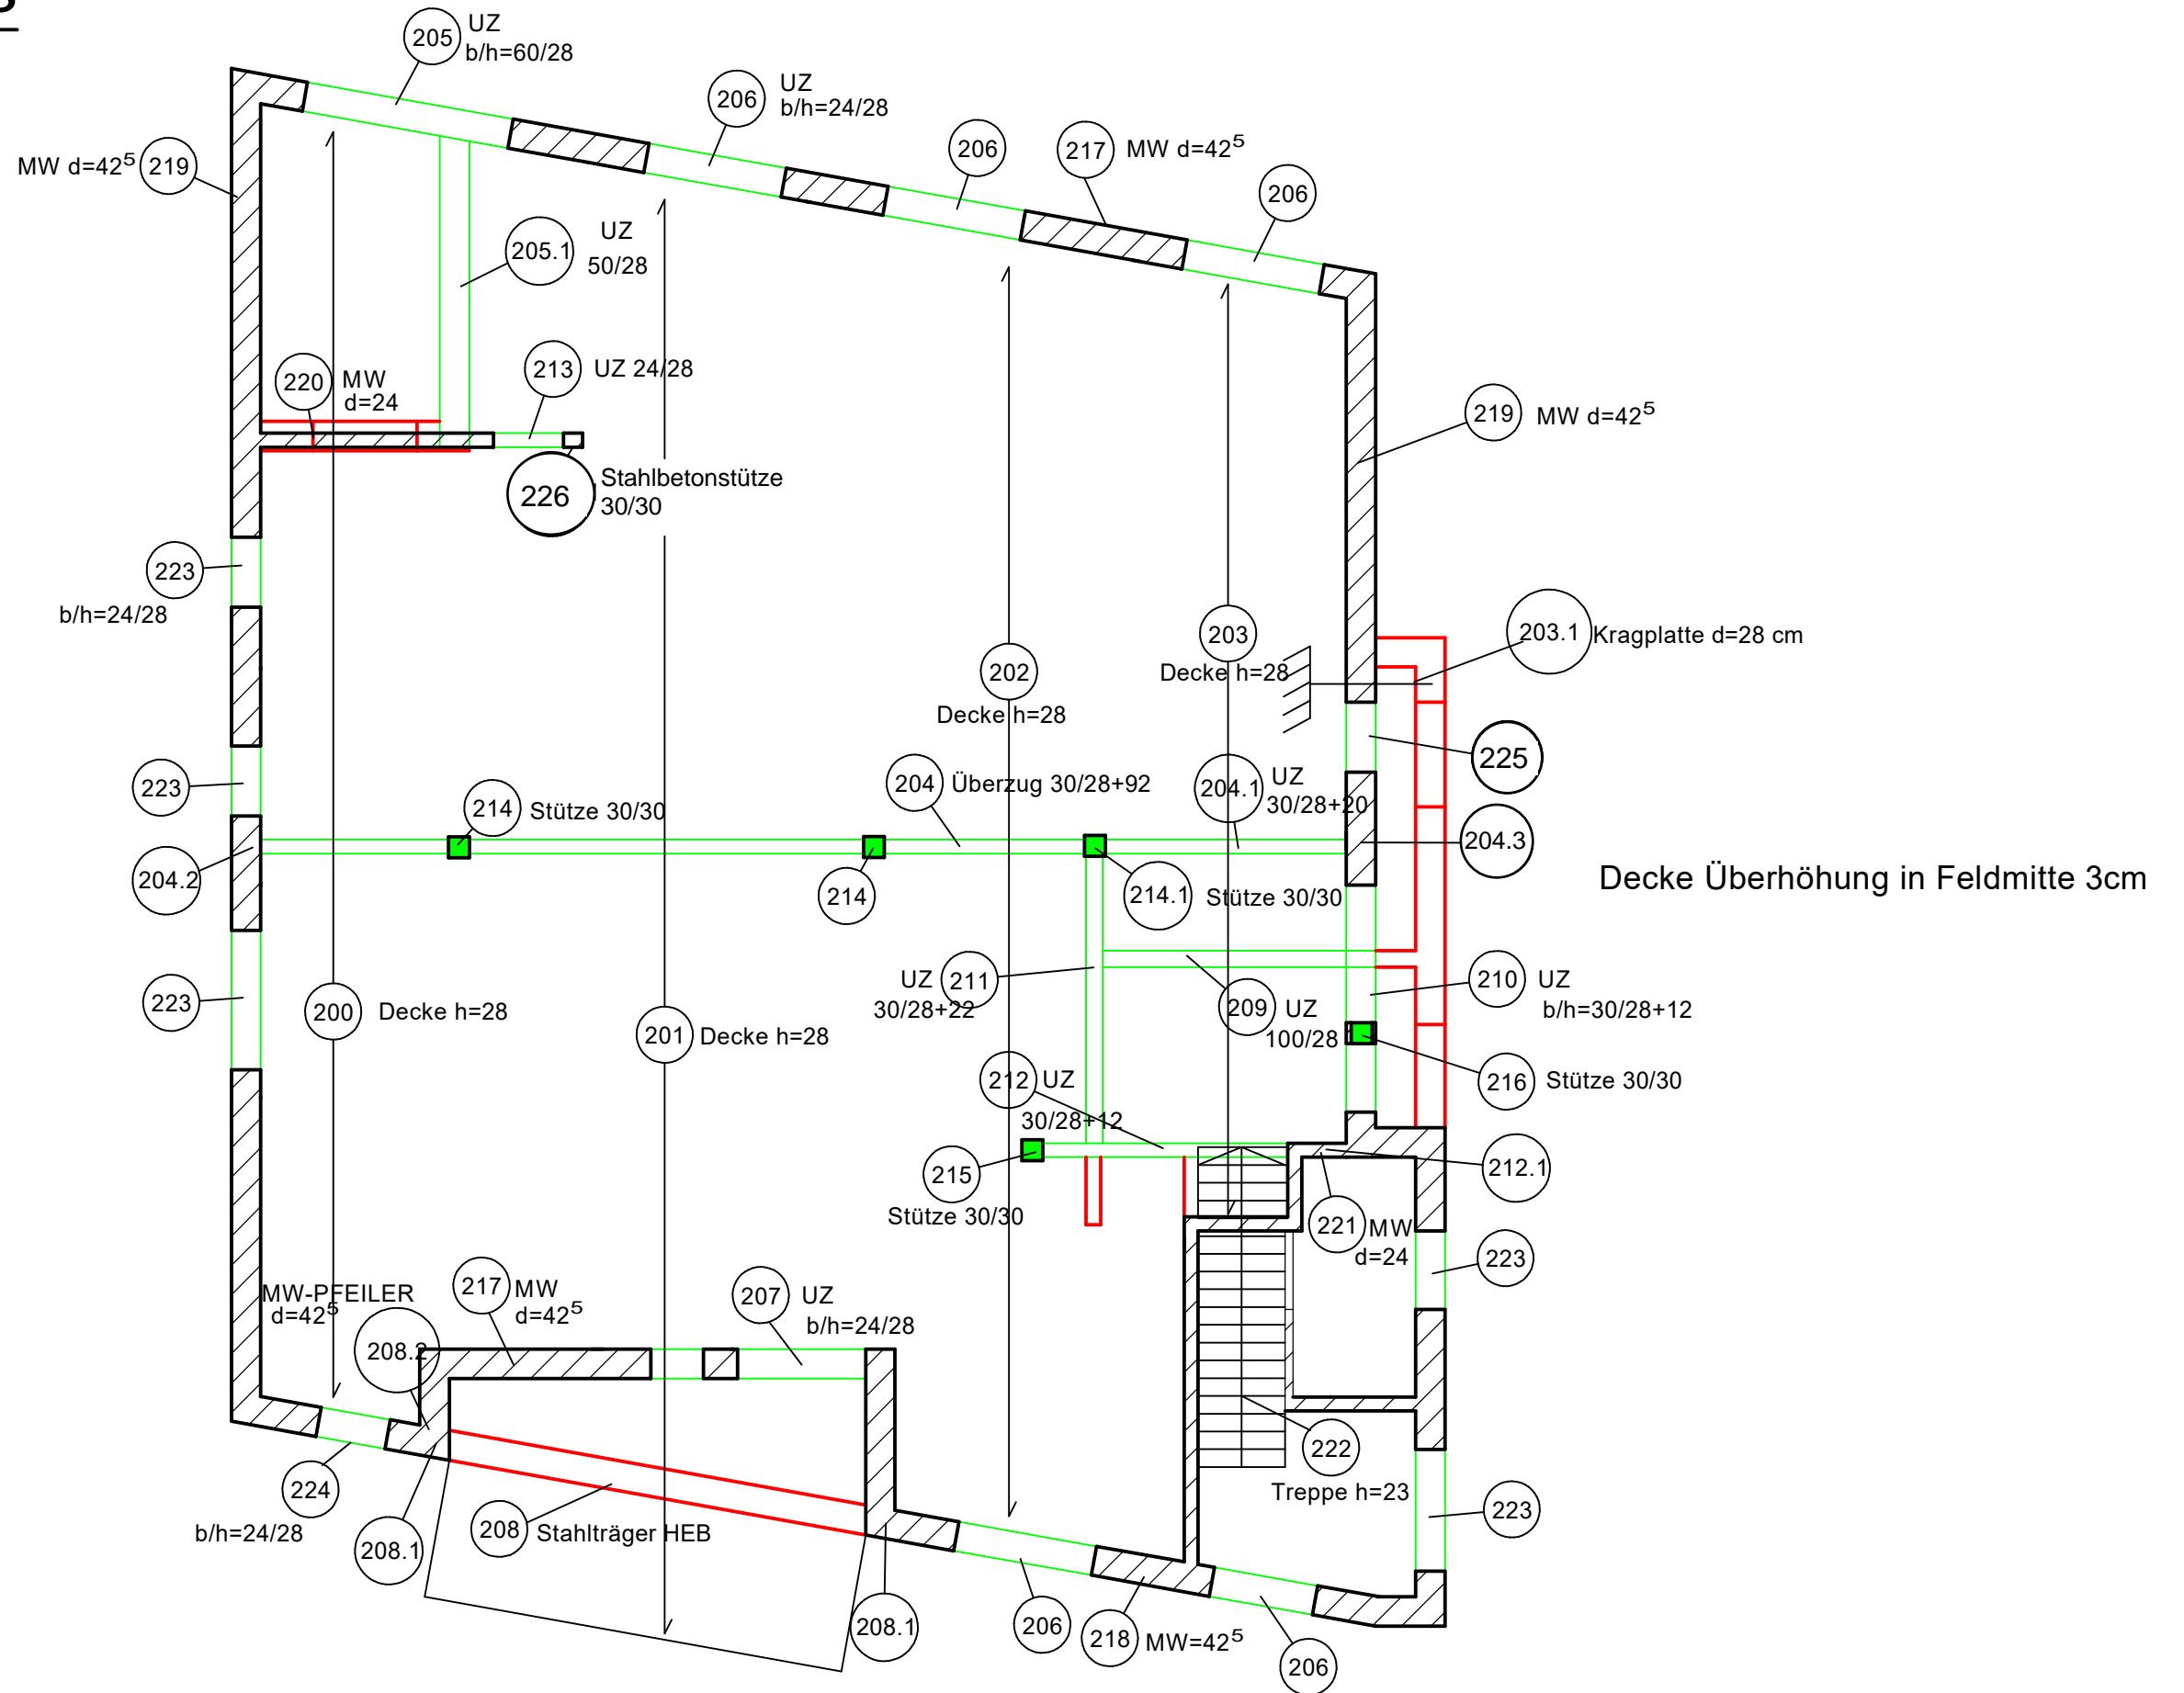 205 UZ
b/h=60/28
206 UZ
b/h=24/28
206
217 MW d=42⁵
MW d=42⁵ 219
206
205.1 UZ
50/28
220 MW
d=24
213 UZ 24/28
219 MW d=42⁵
226 Stahlbetonstütze
30/30
223
b/h=24/28
203
Decke h=28
203.1 Kragplatte d=28 cm
202
Decke h=28
225
223
214 Stütze 30/30
204 Überzug 30/28+92
204.1 UZ
30/28+20
204.3
204.2
214
214.1 Stütze 30/30
Decke Überhöhung in Feldmitte 3cm
223
200 Decke h=28
201 Decke h=28
UZ 211
30/28+22
209 UZ
100/28
210 UZ
b/h=30/28+12
212 UZ
30/28+12
216 Stütze 30/30
215
Stütze 30/30
212.1
221 MW
d=24
223
MW-PFEILER
d=42⁵
208.2
217 MW
d=42⁵
207 UZ
b/h=24/28
222
Treppe h=23
224
b/h=24/28
208.1
208 Stahlträger HEB
223
208.1
206
218 MW=42⁵
206